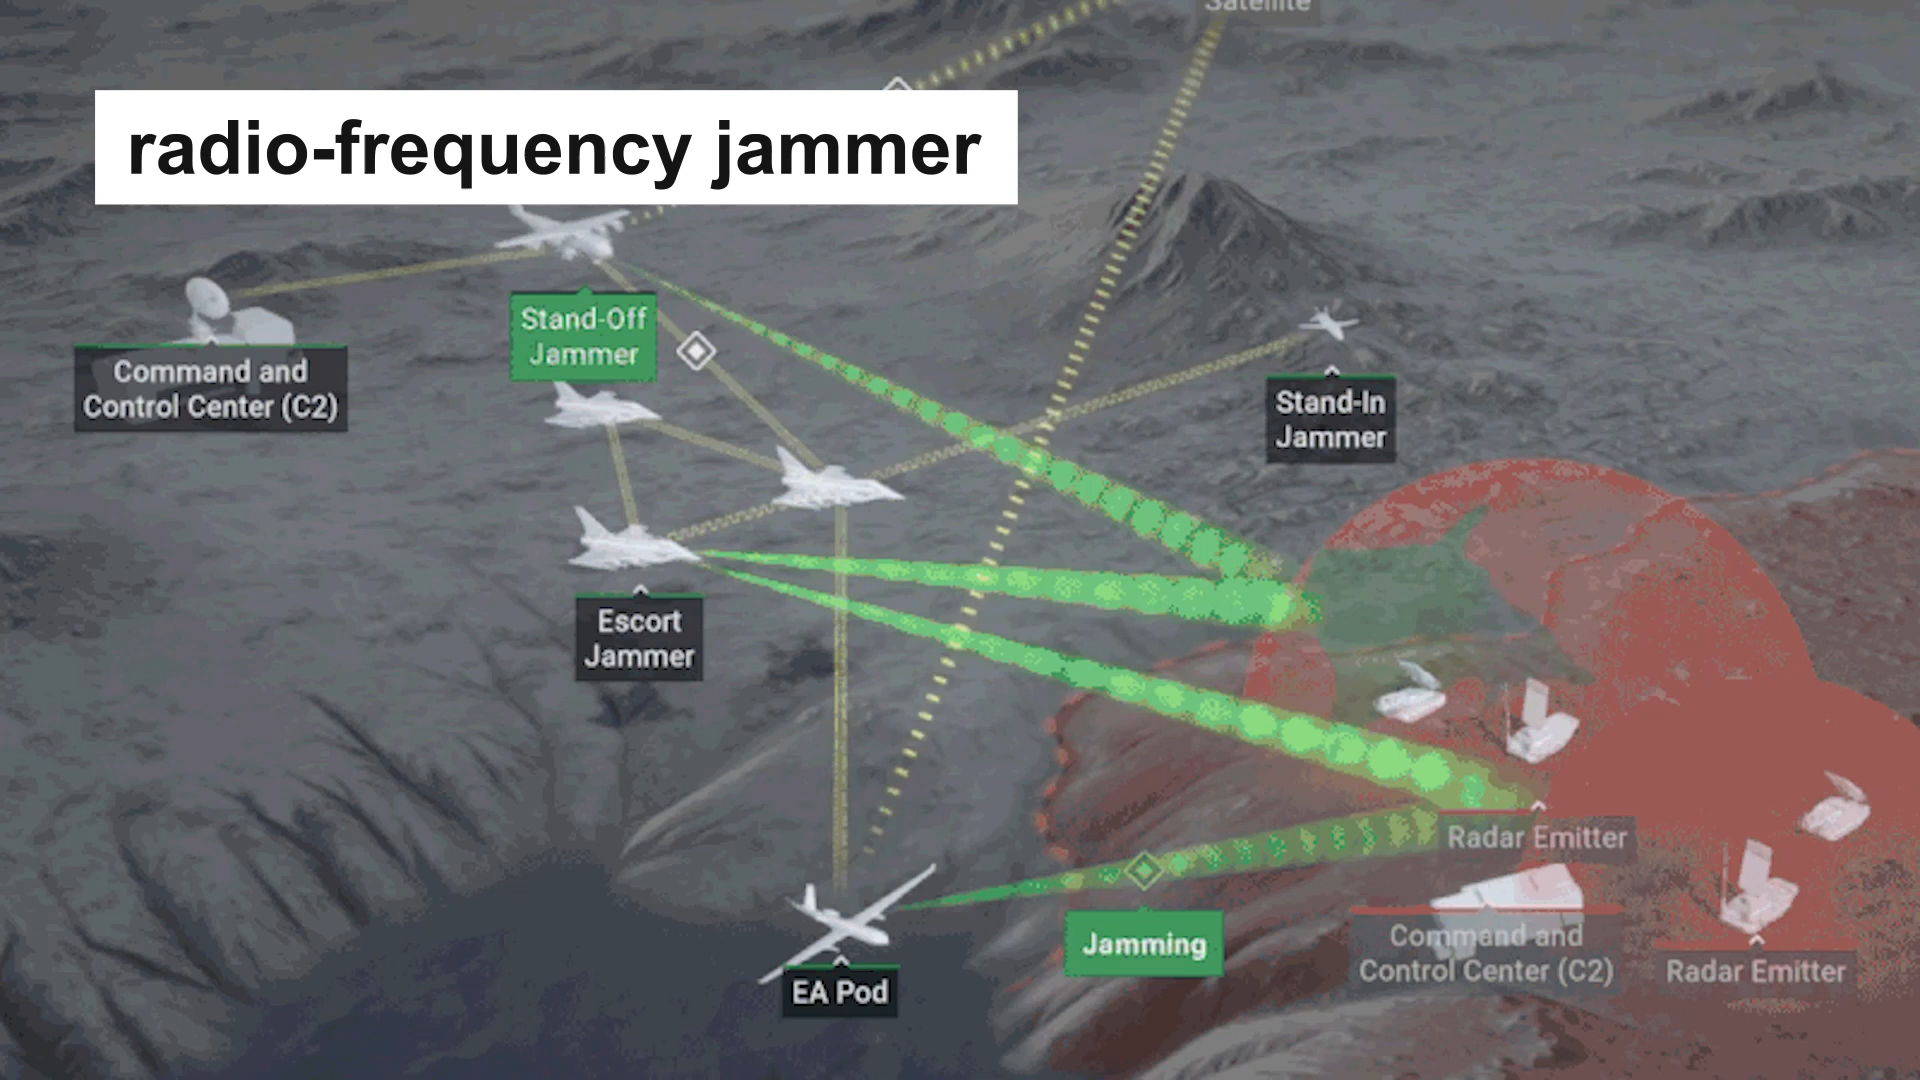 Satellite
radio-frequency jammer
Stand-Off
Jammer
Command and
Control Center (C2)
Stand-In
Jammer
Escort
Jammer
Radar Emitter
Jamming
Command and
Control Center (C2)
Radar Emitter
EA Pod